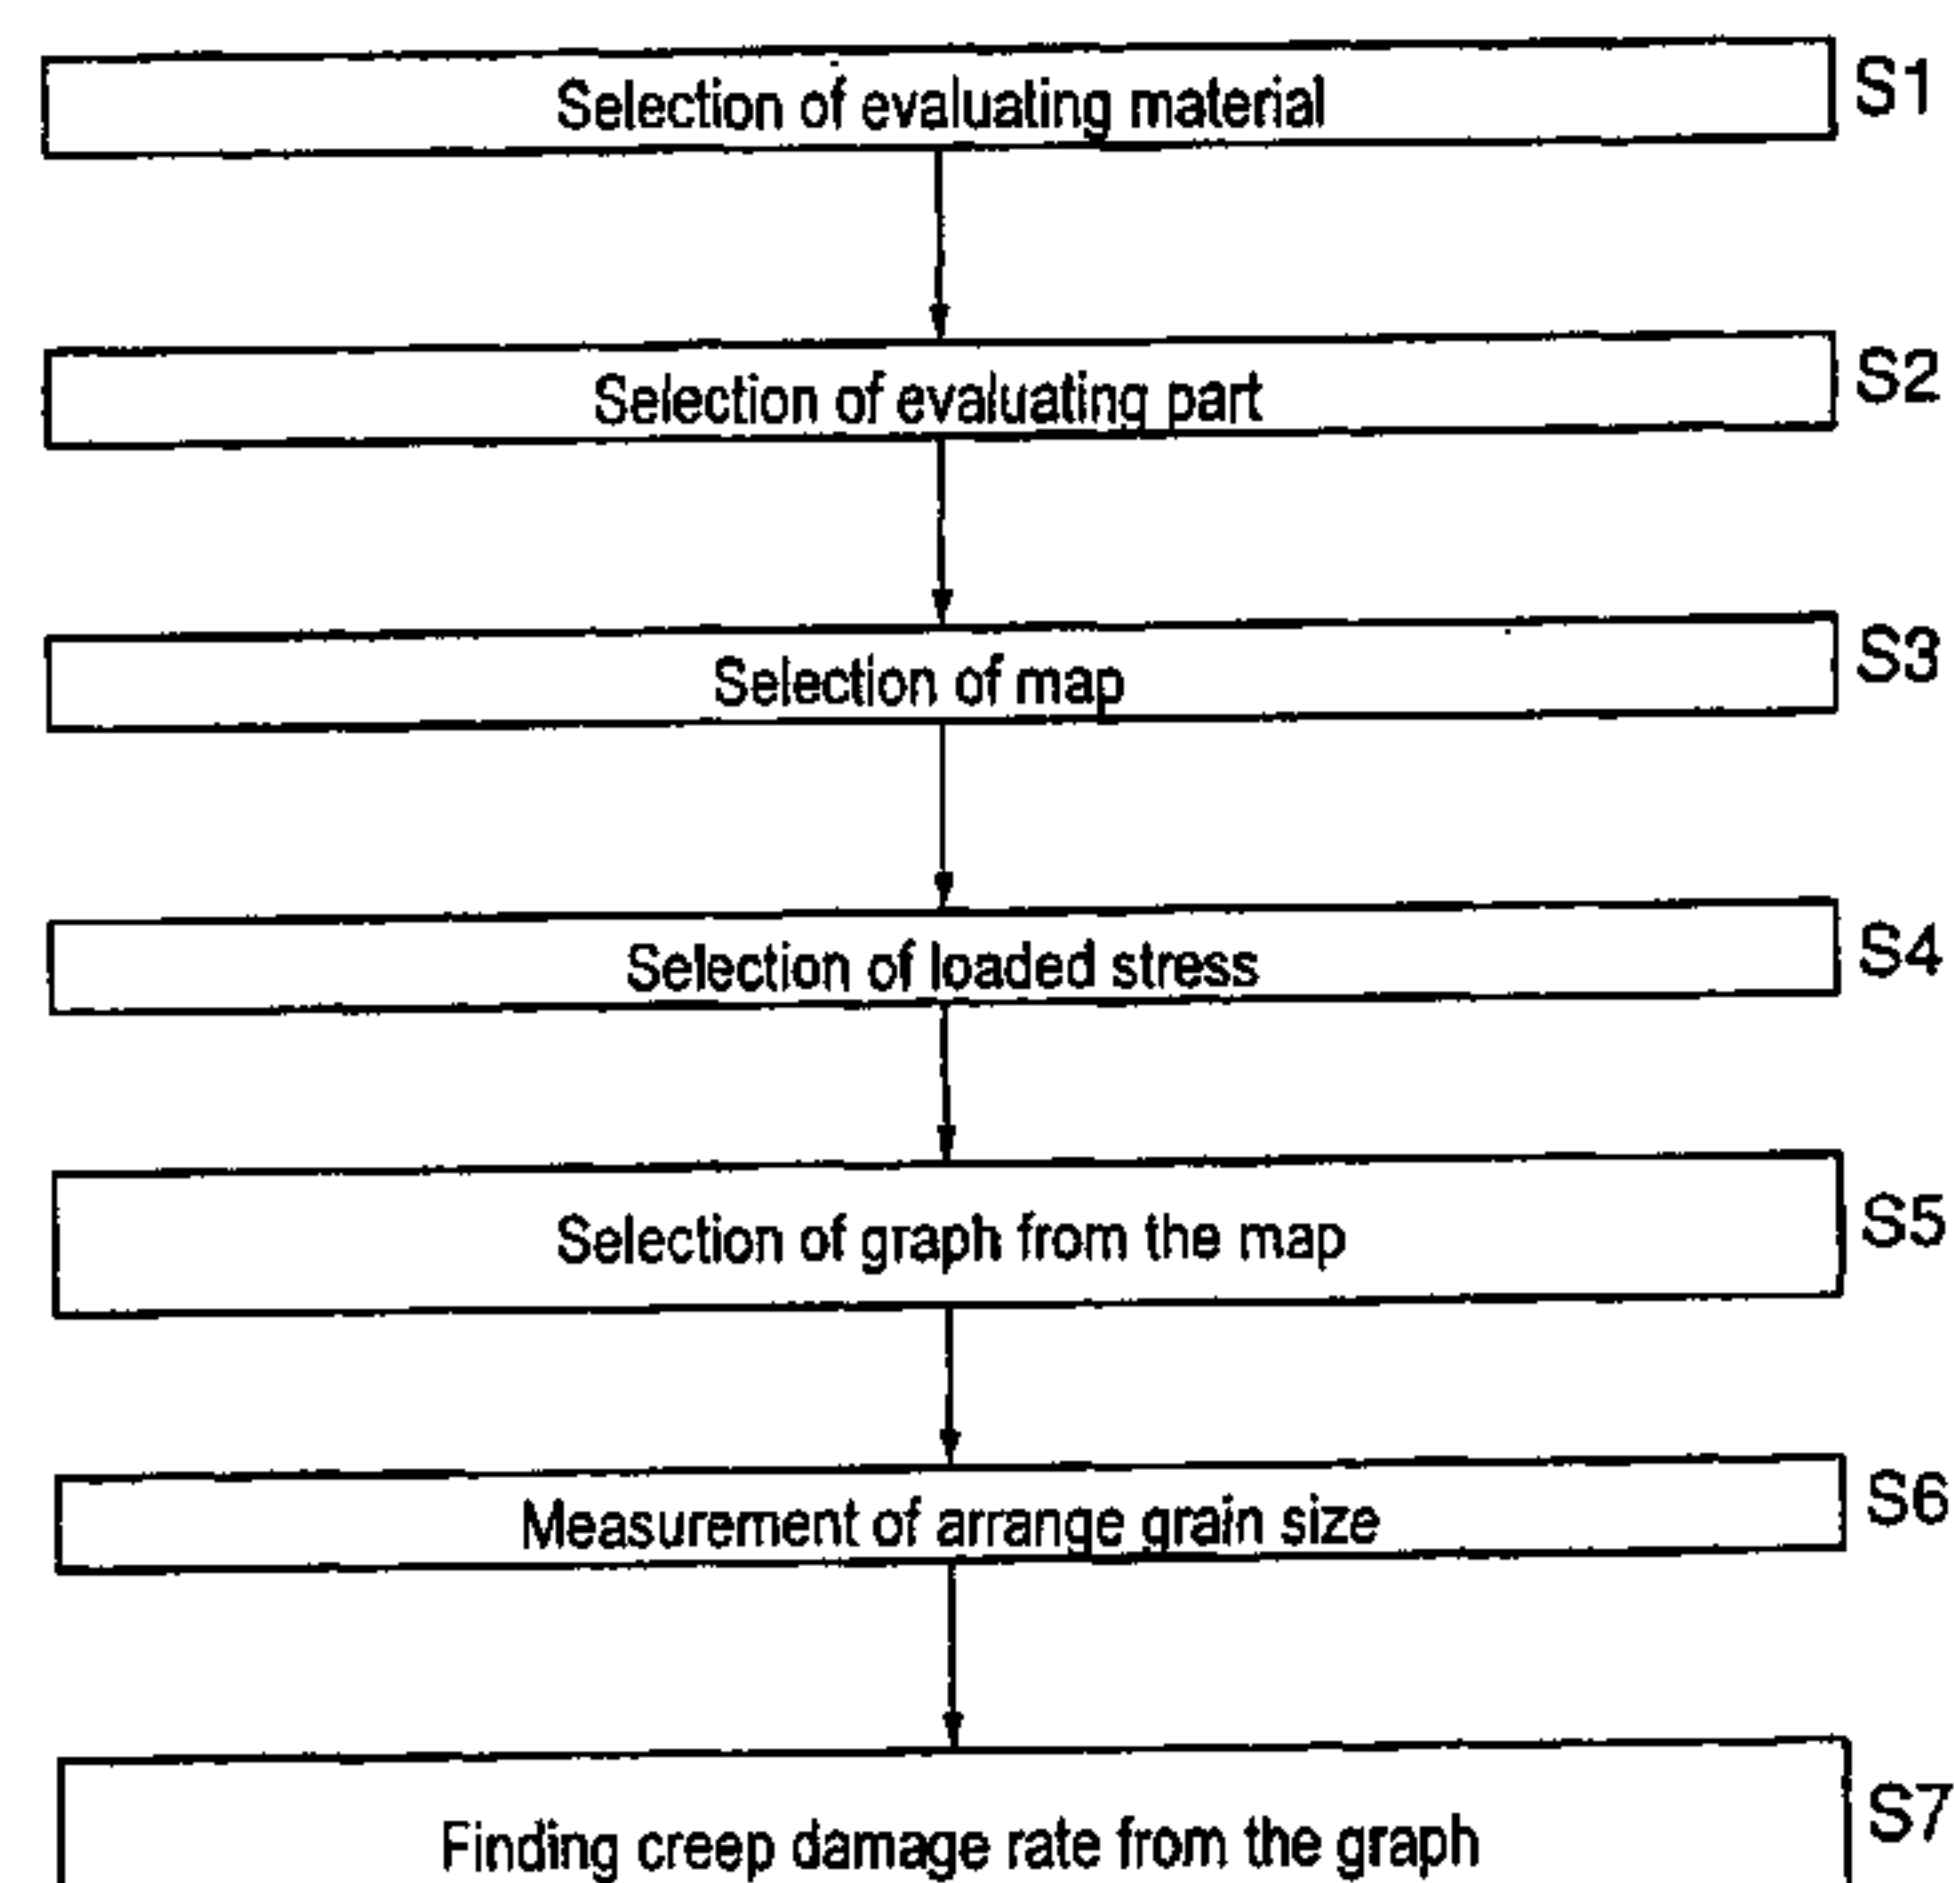 Selection of evaluating material S1
Selection of evaluating part S2
Selection of map S3
Selection of loaded stress S4
Selection of graph from the map S5
Measurement of arrange grain size S6
Finding creep damage rate from the graph S7